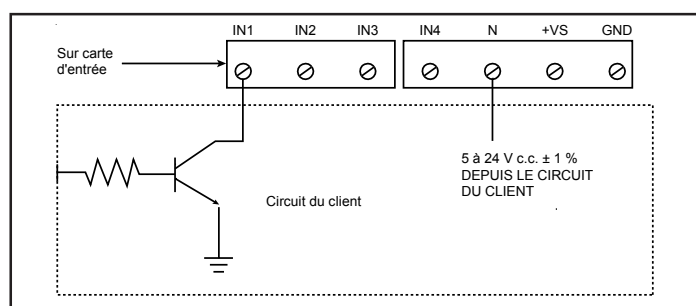 IN1 IN2 IN3 IN4 N +VS GND
Sur carte
d'entrée
5 à 24 V c.c. ± 1 %
DEPUIS LE CIRCUIT
DU CLIENT
Circuit du client